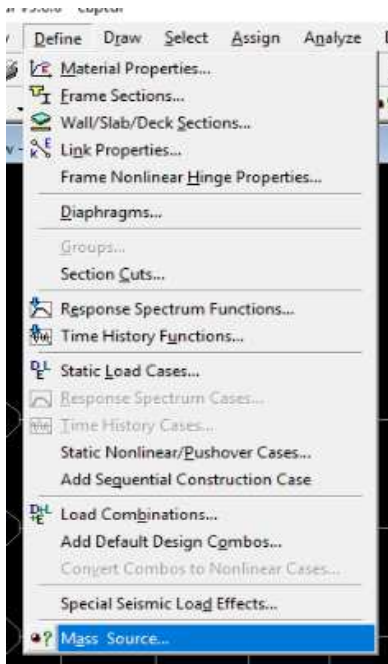 Define Draw Select Assign Analyze
Material Properties...
Frame Sections...
Wall/Slab/Deck Sections...
Link Properties...
Frame Nonlinear Hinge Properties...
Diaphragms...
Groups...
Section Cuts...
Response Spectrum Functions...
Time History Functions...
Static Load Cases...
Response Spectrum Cases...
Time History Cases...
Static Nonlinear/Pushover Cases...
Add Sequential Construction Case
Load Combinations...
Add Default Design Combos...
Convert Combos to Nonlinear Cases...
Special Seismic Load Effects...
Mass Source...